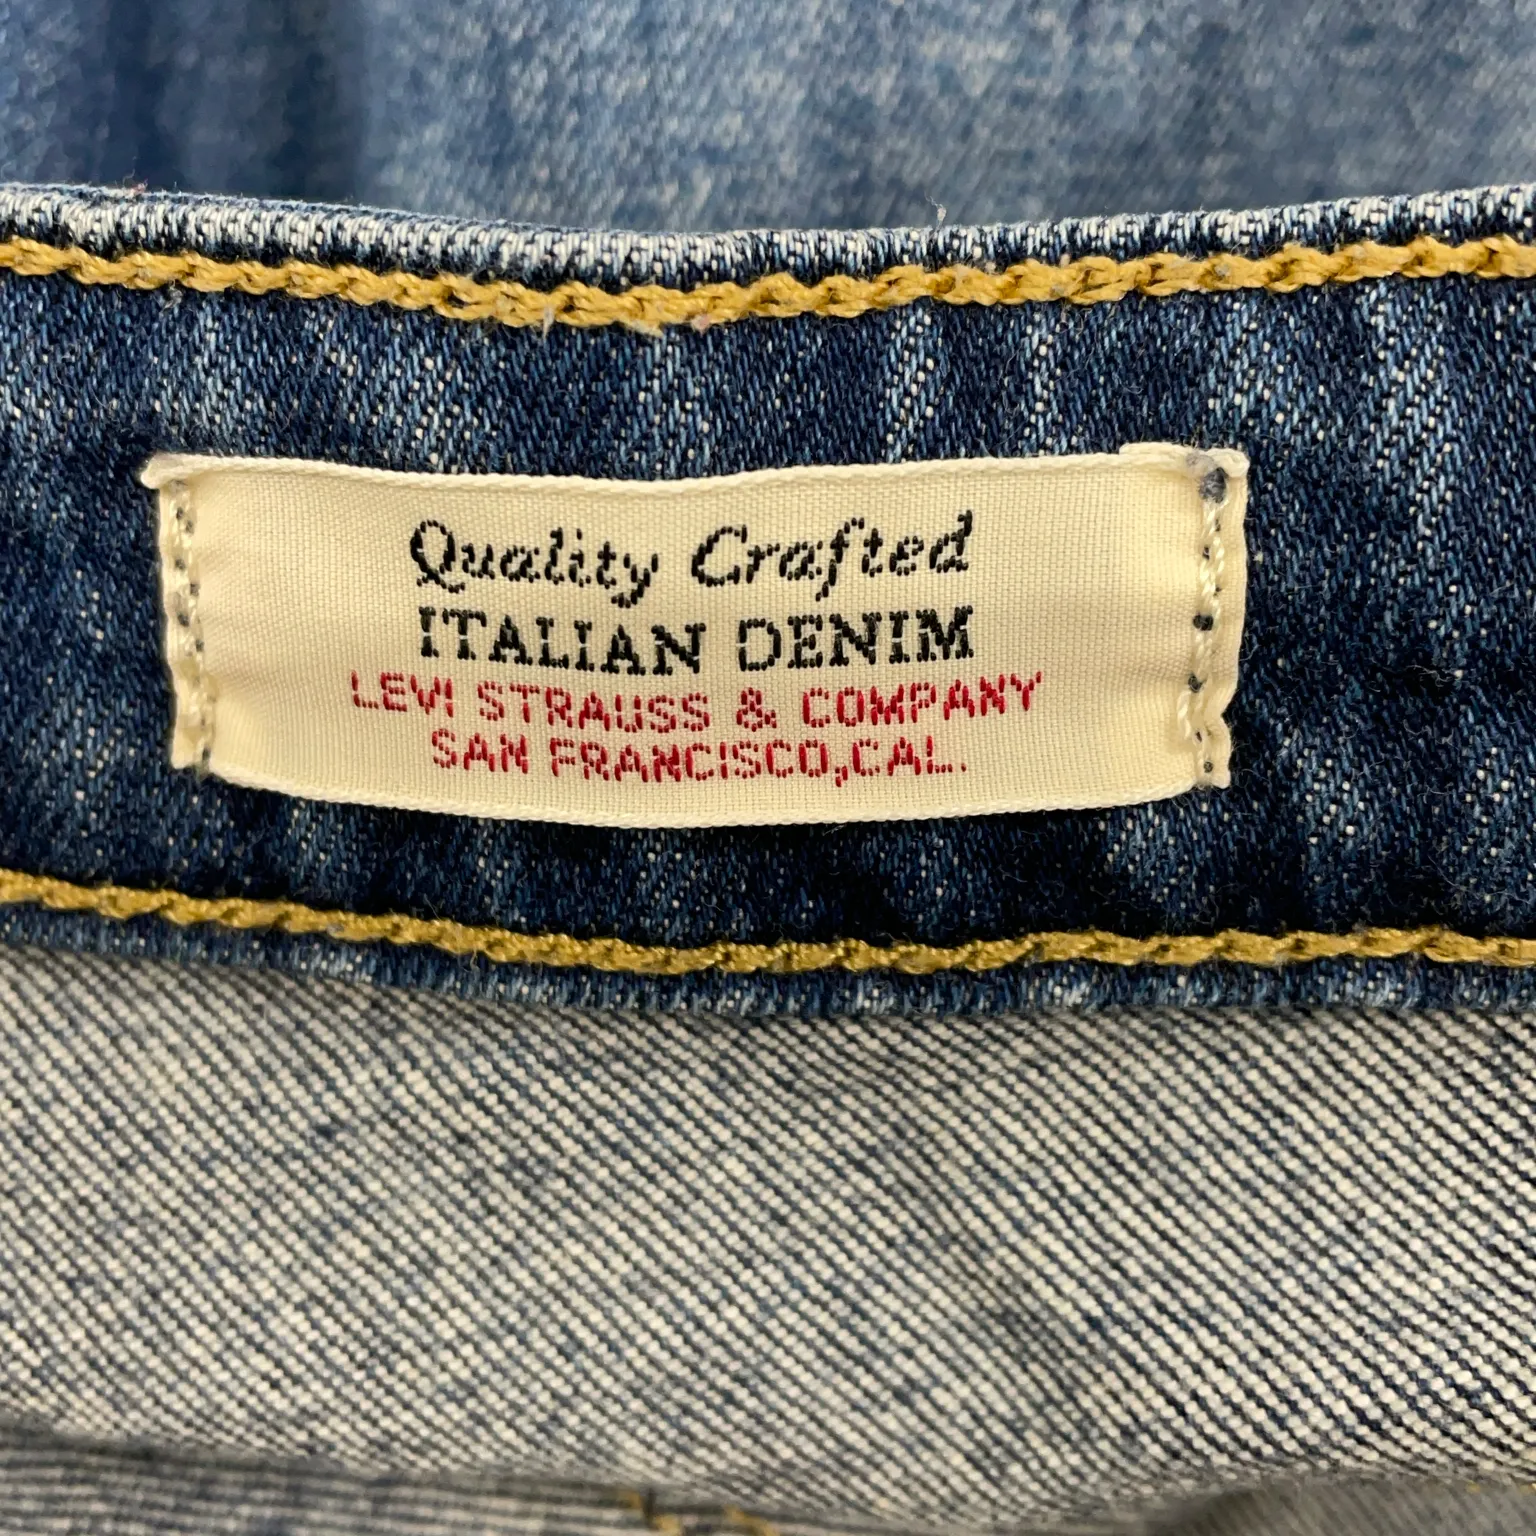 Quality Crafted
ITALIAN DENIM
LEVI STRAUSS & COMPANY
SAN FRANCISCO,CAL.